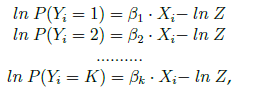 ln P(Y_i = 1) = β_1 · X_i − ln Z
ln P(Y_i = 2) = β_2 · X_i − ln Z
..........
ln P(Y_i = K) = β_k · X_i − ln Z,